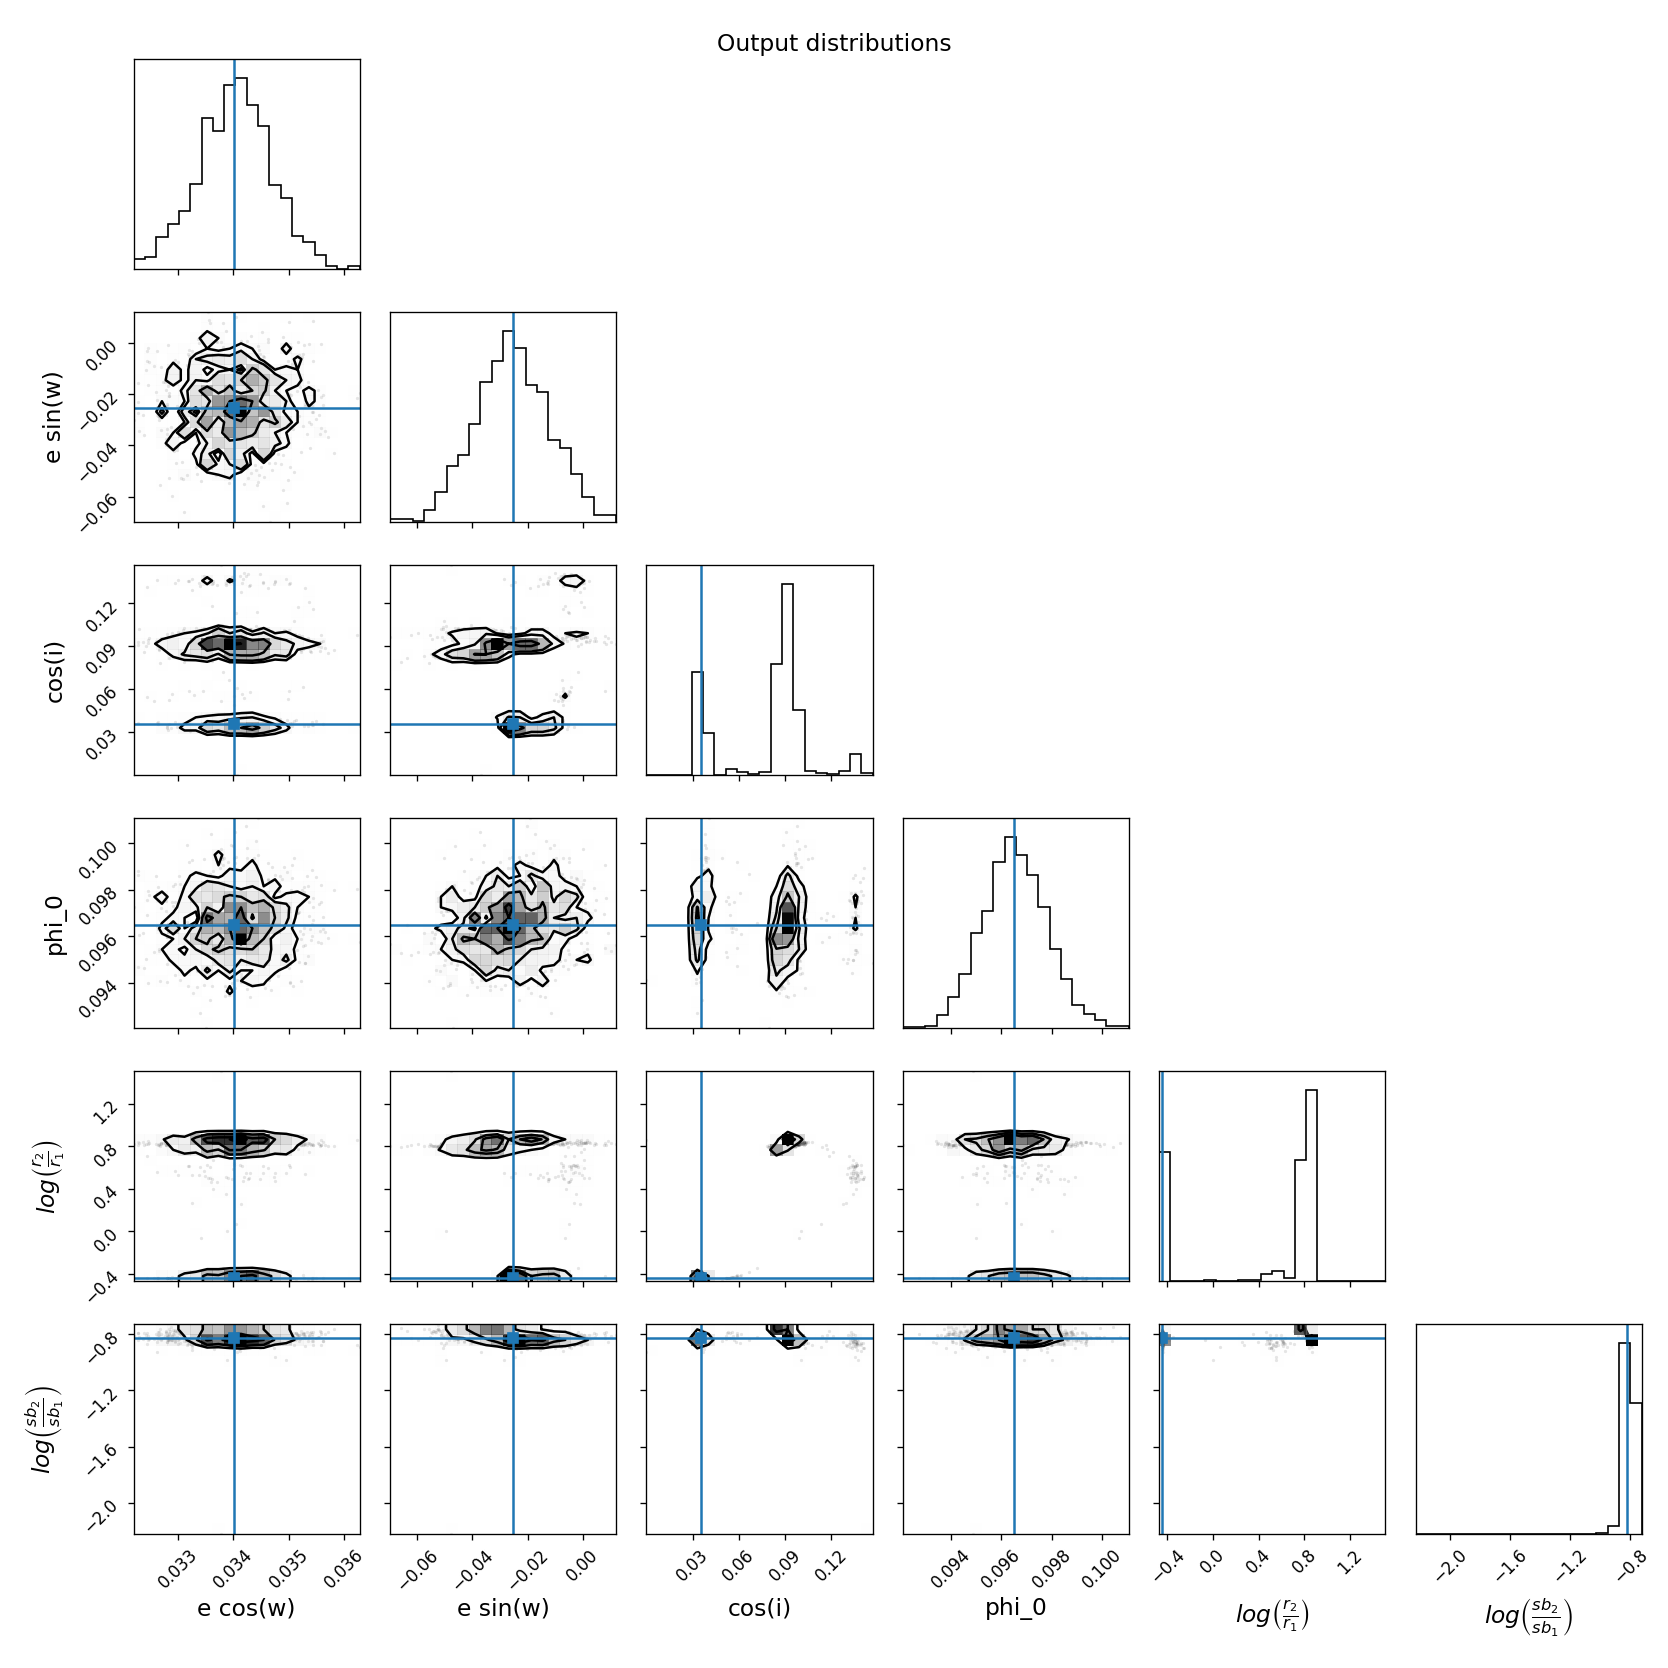 Output distributions
e sin(w)
0.00
−0.02
−0.04
−0.06
cos(i)
0.12
0.09
0.06
0.03
phi_0
0.100
0.098
0.096
0.094
log(r₂/r₁)
1.2
0.8
0.4
0.0
−0.4
log(sb₂/sb₁)
−0.8
−1.2
−1.6
−2.0
0.033 0.034 0.035 0.036
e cos(w)
−0.06 −0.04 −0.02 0.00
e sin(w)
0.03 0.06 0.09 0.12
cos(i)
0.094 0.096 0.098 0.100
phi_0
−0.4 0.0 0.4 0.8 1.2
log(r₂/r₁)
−2.0 −1.6 −1.2 −0.8
log(sb₂/sb₁)